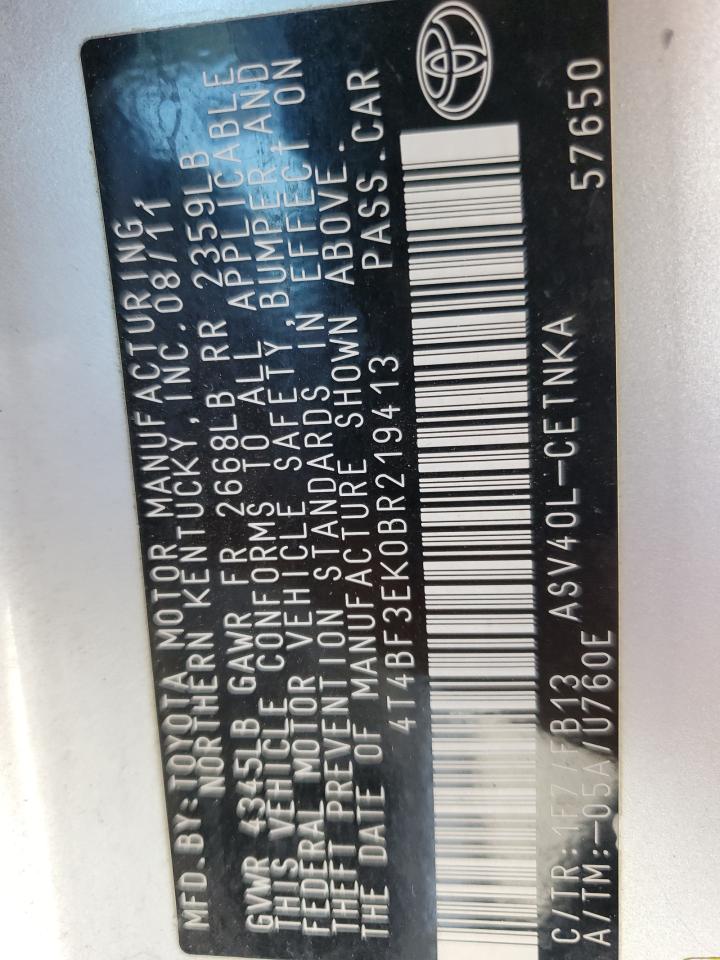 MFD.BY:TOYOTA MOTOR MANUFACTURING,
NORTHERN KENTUCKY,INC.08/11
GVWR 4345LB GAWR FR 2668LB RR 2359LB
THIS VEHICLE CONFORMS TO ALL APPLICABLE
FEDERAL MOTOR VEHICLE SAFETY,BUMPER,AND
THEFT PREVENTION STANDARDS IN EFFECT ON
THE DATE OF MANUFACTURE SHOWN ABOVE.
4T4BF3EK0BR219413 PASS.CAR
C/TR:1F7/FB13 ASV40L-CETNKA 57650
A/TM:-05A/U760E